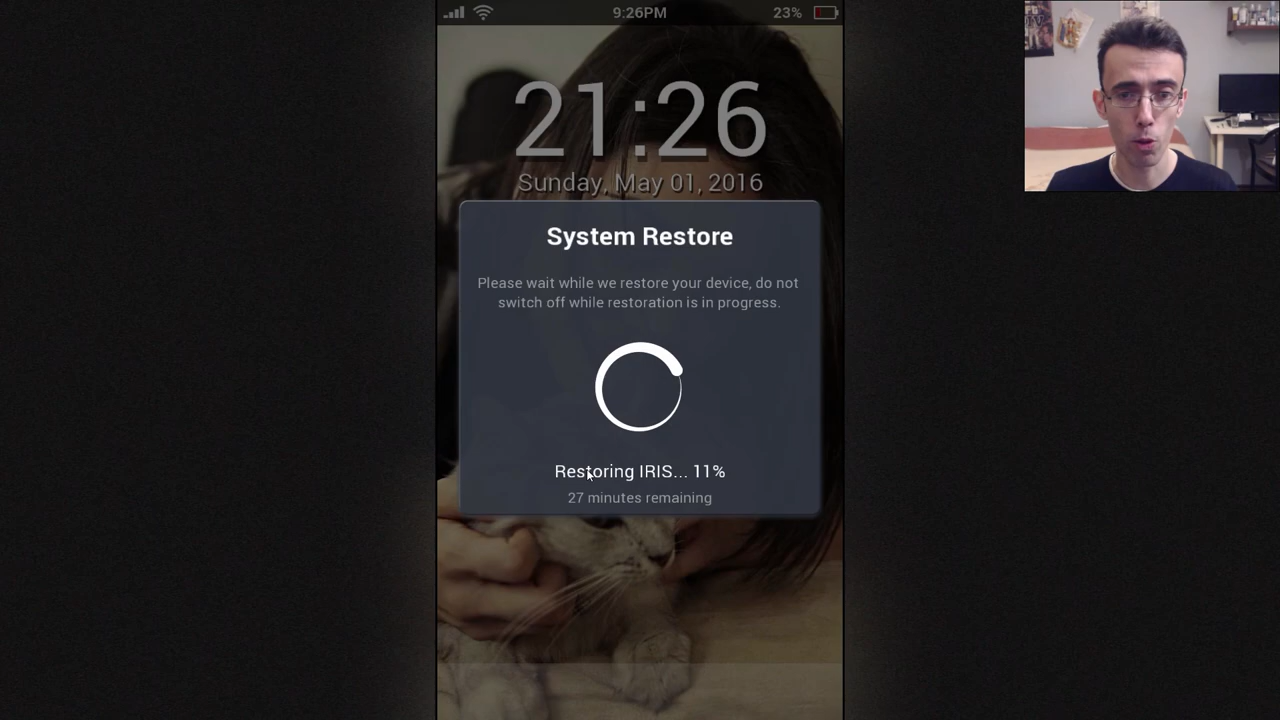 9:26PM
23%
21:26
Sunday, May 01, 2016
System Restore
Please wait while we restore your device, do not
switch off while restoration is in progress.
Restoring IRIS... 11%
27 minutes remaining